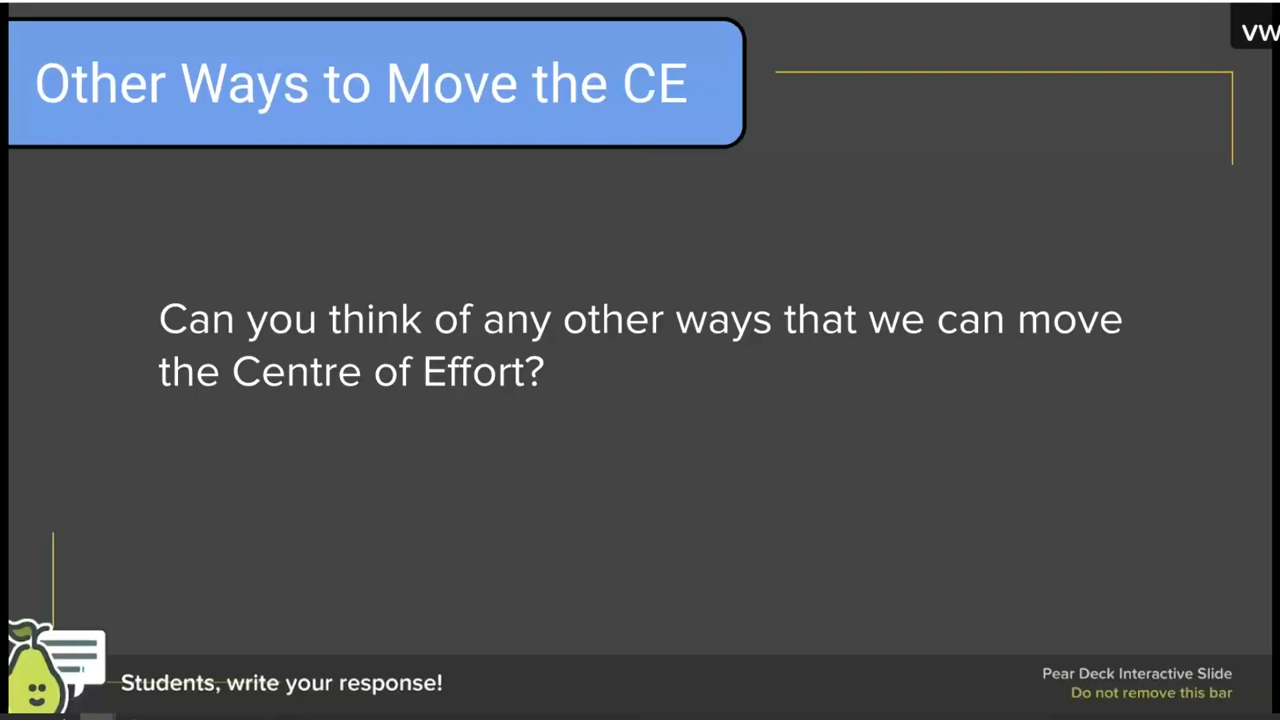 Other Ways to Move the CE
vw
Can you think of any other ways that we can move
the Centre of Effort?
Students, write your response!
Pear Deck Interactive Slide
Do not remove this bar